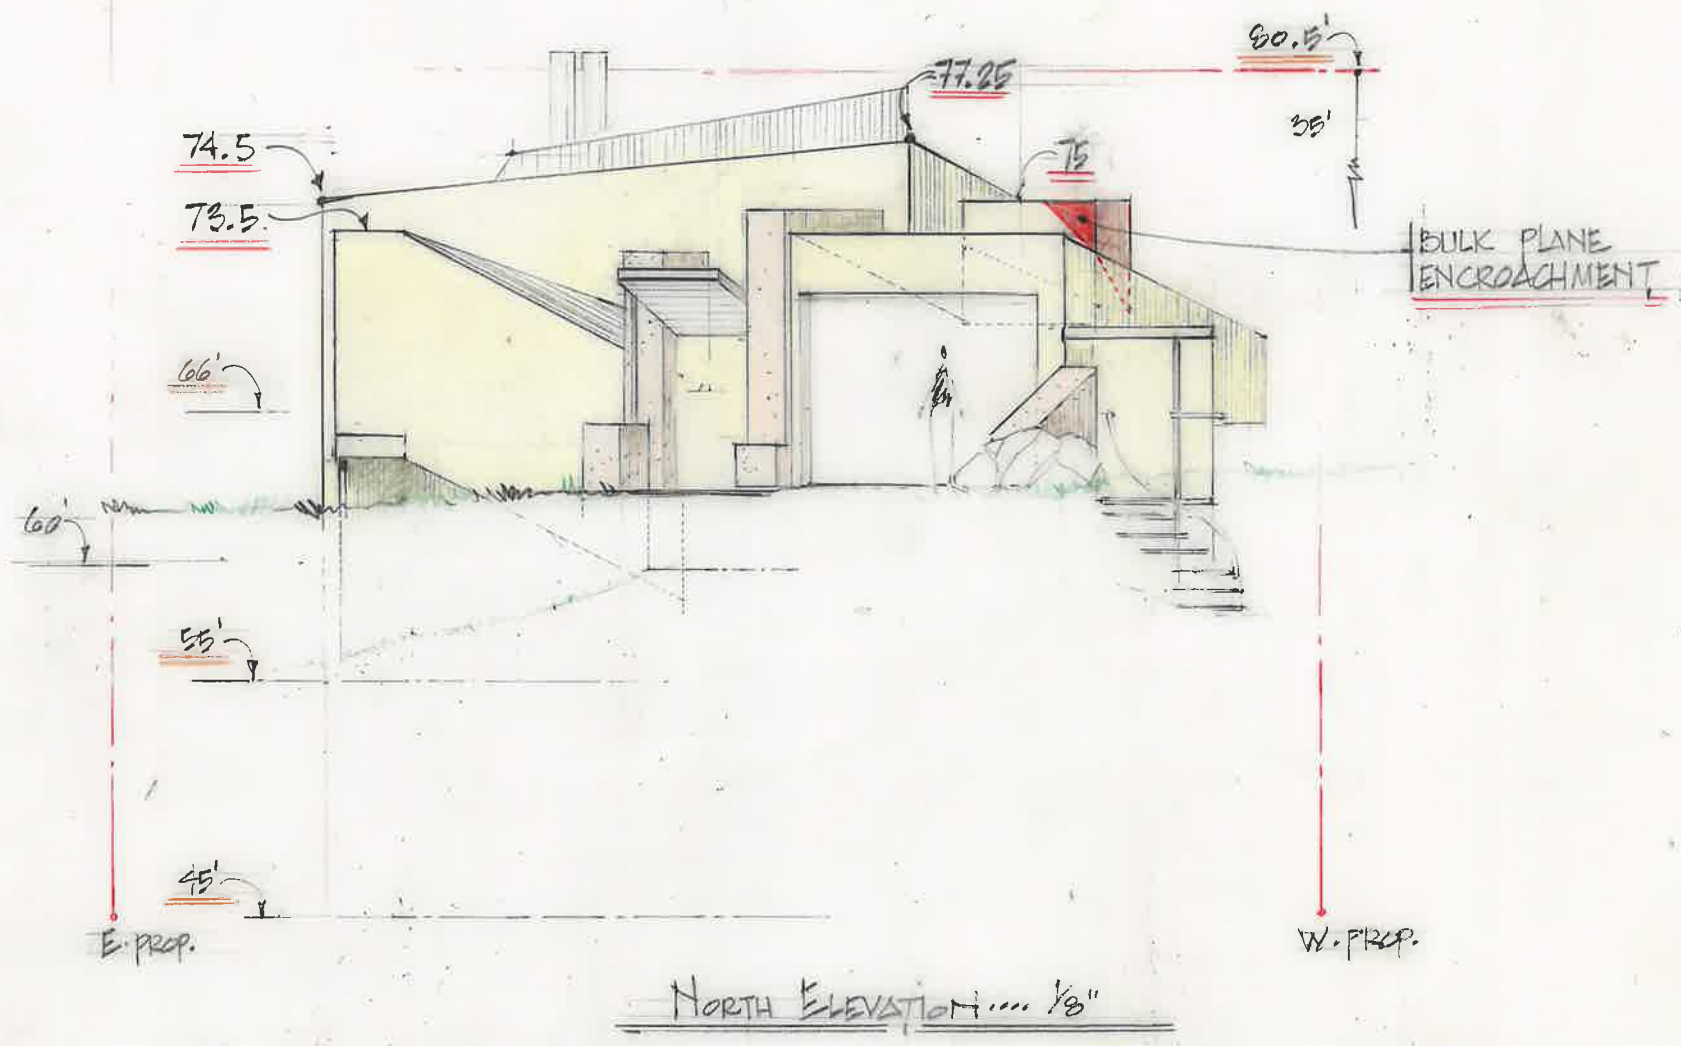 80.5'
77.25
35'
74.5
75
73.5
BULK PLANE
ENCROACHMENT
66'
60'
55'
45'
E. PROP.
W. PROP.
NORTH ELEVATION .... 1/8"